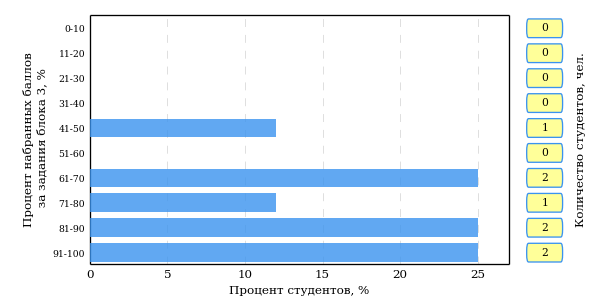 Процент набранных баллов
за задания блока 3, %
0-10 0
11-20 0
21-30 0
31-40 0
41-50 1
51-60 0
61-70 2
71-80 1
81-90 2
91-100 2
0 5 10 15 20 25
Процент студентов, %
Количество студентов, чел.